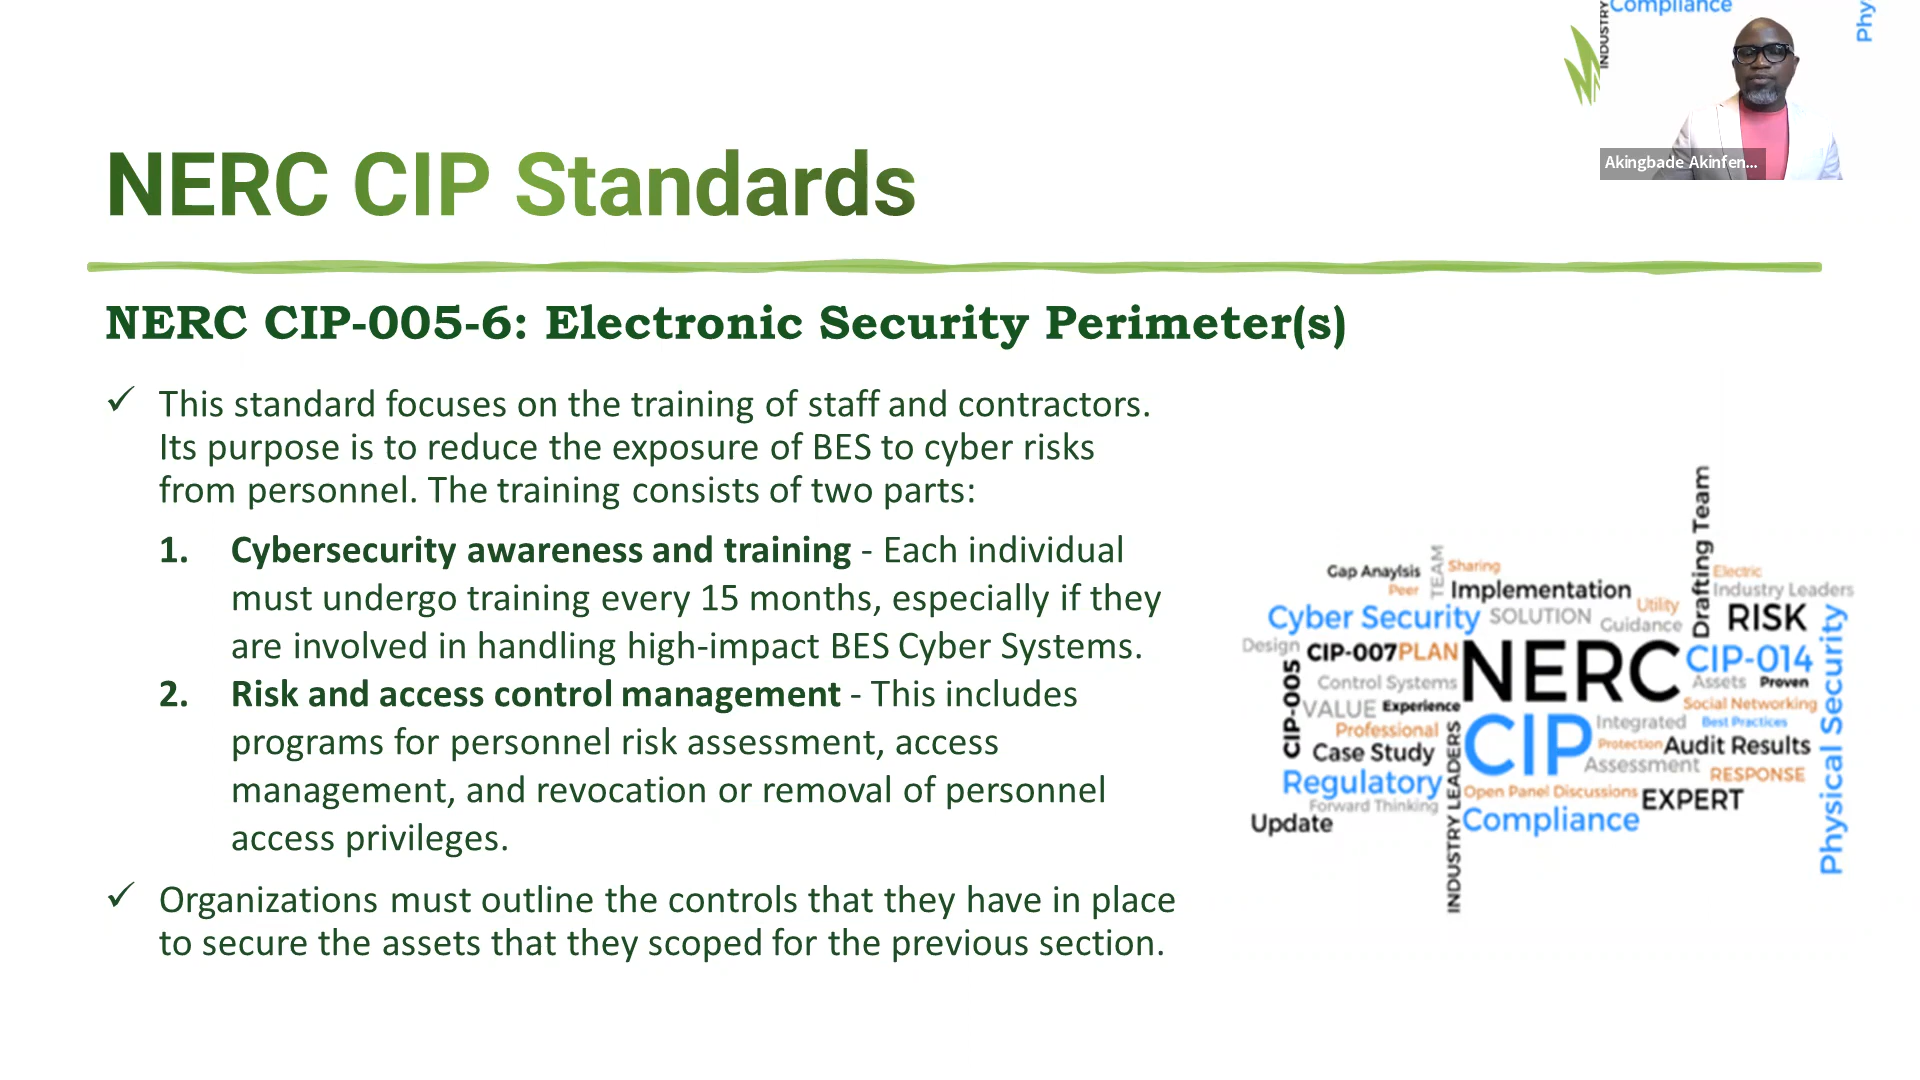 INDUSTRY
Compliance
Phy
Akingbade Akinfen...
NERC CIP Standards
NERC CIP-005-6: Electronic Security Perimeter(s)
✓ This standard focuses on the training of staff and contractors.
Its purpose is to reduce the exposure of BES to cyber risks
from personnel. The training consists of two parts:
1. Cybersecurity awareness and training - Each individual
must undergo training every 15 months, especially if they
are involved in handling high-impact BES Cyber Systems.
2. Risk and access control management - This includes
programs for personnel risk assessment, access
management, and revocation or removal of personnel
access privileges.
✓ Organizations must outline the controls that they have in place
to secure the assets that they scoped for the previous section.
Gap Anaylsis
TEAM
Sharing
Peer
Implementation
Drafting Team
Electric
Industry Leaders
Cyber Security
SOLUTION
Utility
Guidance
RISK
Design
CIP-007
PLAN
NERC
CIP-014
CIP-005
Control Systems
Assets
Proven
VALUE
Experience
Social Networking
Professional
CIP
Integrated
Best Practices
Case Study
Protection
Audit Results
Assessment
Regulatory
RESPONSE
Forward Thinking
Open Panel Discussions
EXPERT
Update
INDUSTRY LEADERS
Compliance
Physical Security